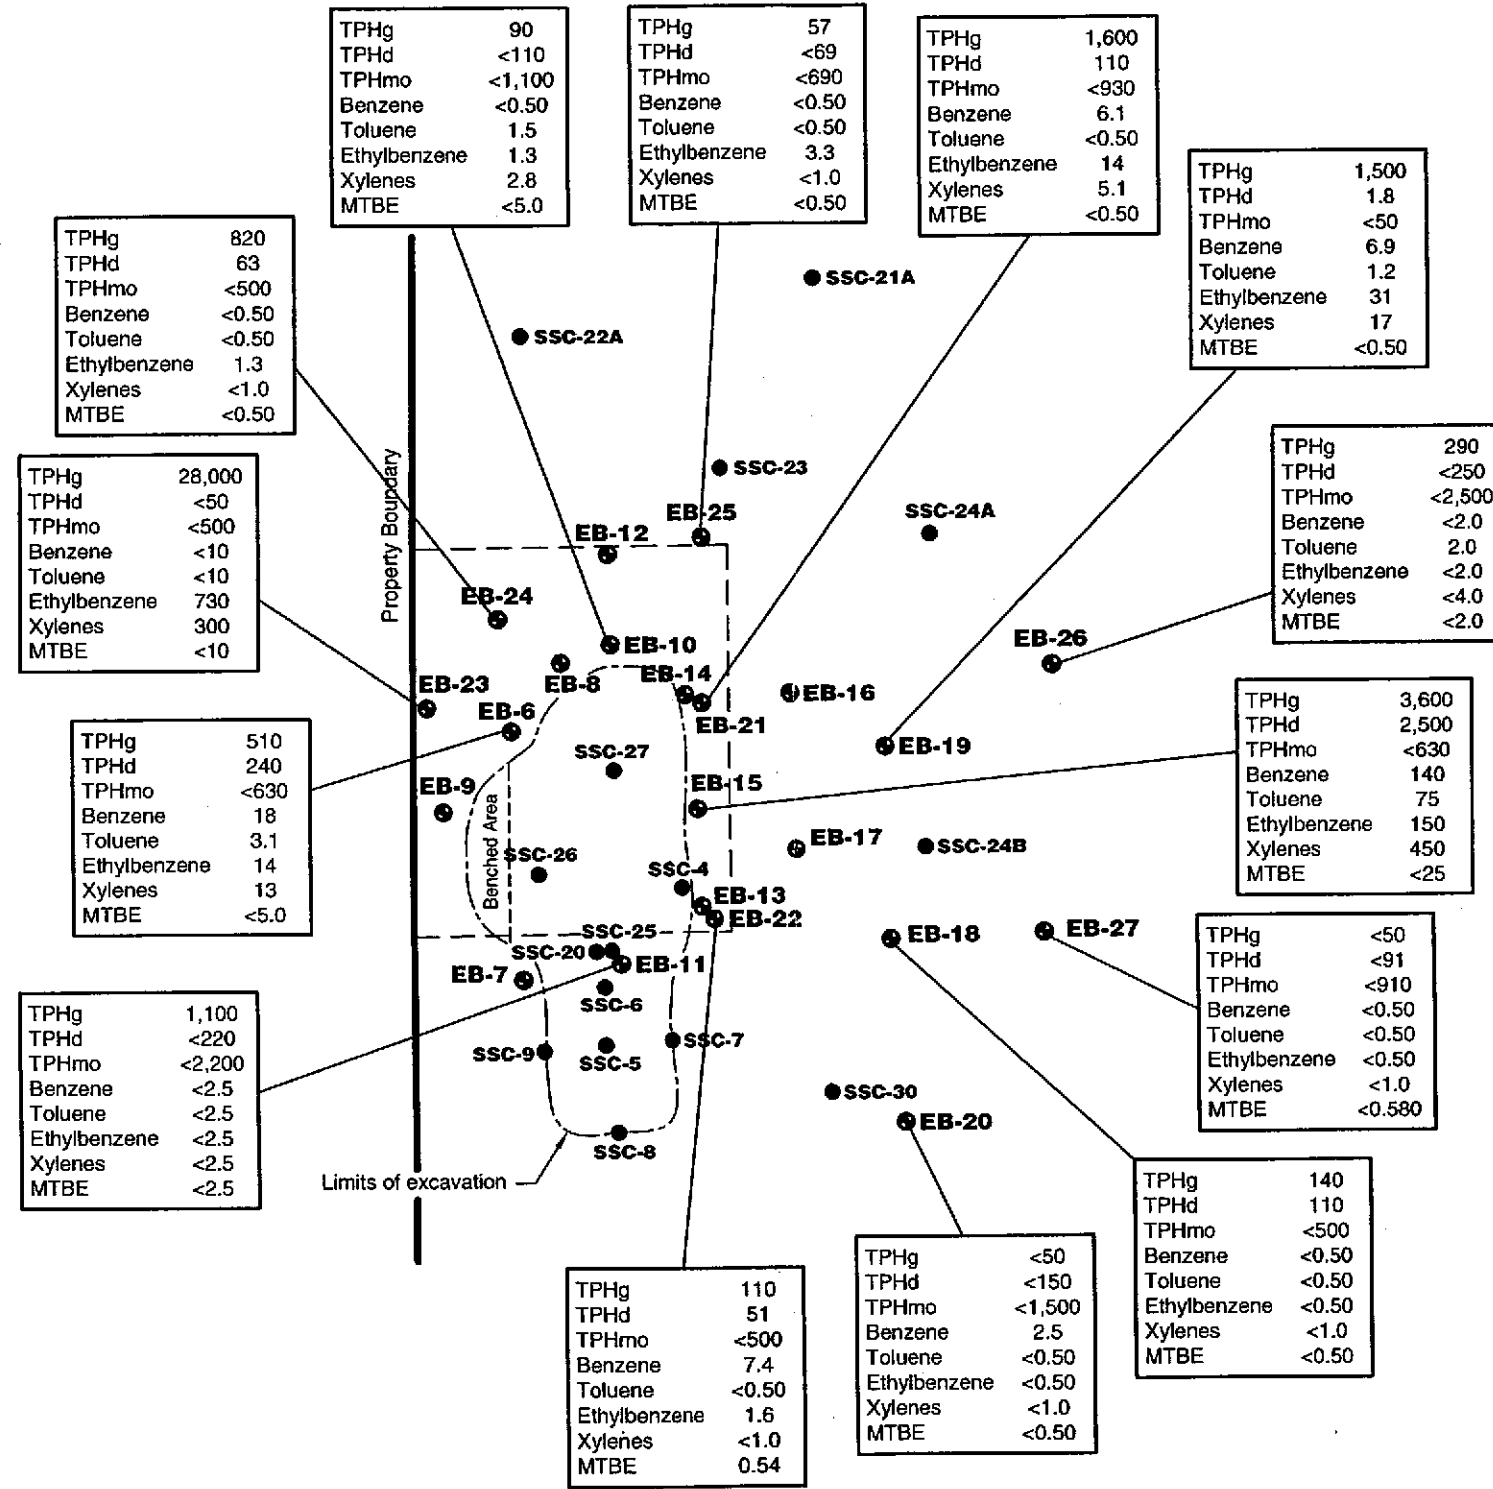 TPHg 90
TPHd <110
TPHmo <1,100
Benzene <0.50
Toluene 1.5
Ethylbenzene 1.3
Xylenes 2.8
MTBE <5.0
TPHg 57
TPHd <69
TPHmo <690
Benzene <0.50
Toluene <0.50
Ethylbenzene 3.3
Xylenes <1.0
MTBE <0.50
TPHg 1,600
TPHd 110
TPHmo <930
Benzene 6.1
Toluene <0.50
Ethylbenzene 14
Xylenes 5.1
MTBE <0.50
TPHg 1,500
TPHd 1.8
TPHmo <50
Benzene 6.9
Toluene 1.2
Ethylbenzene 31
Xylenes 17
MTBE <0.50
TPHg 820
TPHd 63
TPHmo <500
Benzene <0.50
Toluene <0.50
Ethylbenzene 1.3
Xylenes <1.0
MTBE <0.50
SSC-21A
SSC-22A
TPHg 28,000
TPHd <50
TPHmo <500
Benzene <10
Toluene <10
Ethylbenzene 730
Xylenes 300
MTBE <10
Property Boundary
SSC-23
EB-25
EB-12
SSC-24A
TPHg 290
TPHd <250
TPHmo <2,500
Benzene <2.0
Toluene 2.0
Ethylbenzene <2.0
Xylenes <4.0
MTBE <2.0
EB-24
EB-10
EB-26
EB-8
EB-14
EB-16
EB-23
EB-6
EB-21
SSC-27
EB-19
TPHg 510
TPHd 240
TPHmo <630
Benzene 18
Toluene 3.1
Ethylbenzene 14
Xylenes 13
MTBE <5.0
TPHg 3,600
TPHd 2,500
TPHmo <630
Benzene 140
Toluene 75
Ethylbenzene 150
Xylenes 450
MTBE <25
EB-9
EB-15
Benched Area
SSC-26
EB-17
SSC-24B
SSC-4
EB-13
EB-22
SSC-25
SSC-20
EB-11
EB-18
EB-27
EB-7
SSC-6
SSC-9
SSC-5
SSC-7
TPHg <50
TPHd <91
TPHmo <910
Benzene <0.50
Toluene <0.50
Ethylbenzene <0.50
Xylenes <1.0
MTBE <0.580
TPHg 1,100
TPHd <220
TPHmo <2,200
Benzene <2.5
Toluene <2.5
Ethylbenzene <2.5
Xylenes <2.5
MTBE <2.5
SSC-30
EB-20
SSC-8
Limits of excavation
TPHg 140
TPHd 110
TPHmo <500
Benzene <0.50
Toluene <0.50
Ethylbenzene <0.50
Xylenes <1.0
MTBE <0.50
TPHg <50
TPHd <150
TPHmo <1,500
Benzene 2.5
Toluene <0.50
Ethylbenzene <0.50
Xylenes <1.0
MTBE <0.50
TPHg 110
TPHd 51
TPHmo <500
Benzene 7.4
Toluene <0.50
Ethylbenzene 1.6
Xylenes <1.0
MTBE 0.54